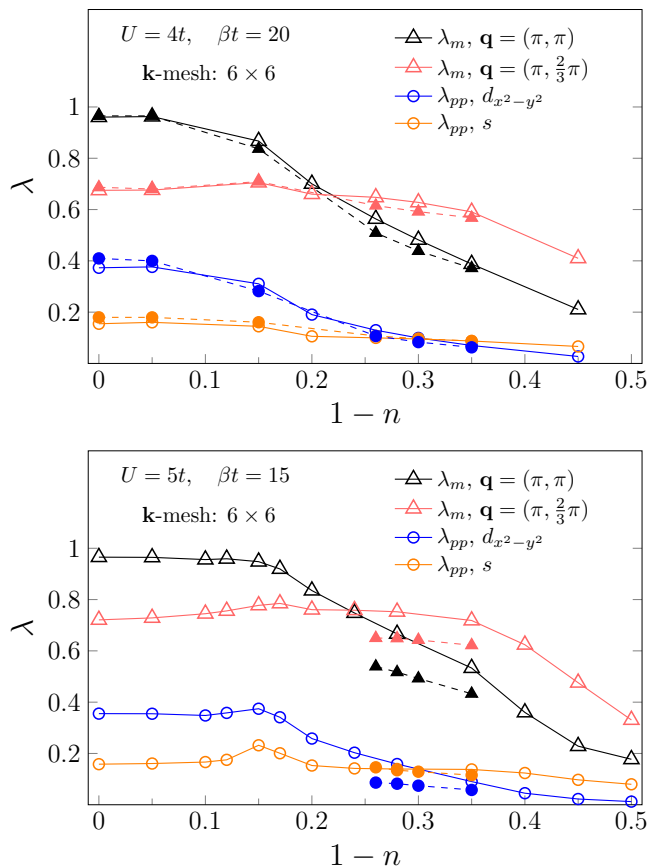 U = 4t, βt = 20
k-mesh: 6 × 6
λm, q = (π, π)
λm, q = (π, 2/3π)
λpp, dx²−y²
λpp, s
1
0.8
0.6
0.4
0.2
λ
0 0.1 0.2 0.3 0.4 0.5
1 − n
U = 5t, βt = 15
k-mesh: 6 × 6
λm, q = (π, π)
λm, q = (π, 2/3π)
λpp, dx²−y²
λpp, s
1
0.8
0.6
0.4
0.2
λ
0 0.1 0.2 0.3 0.4 0.5
1 − n